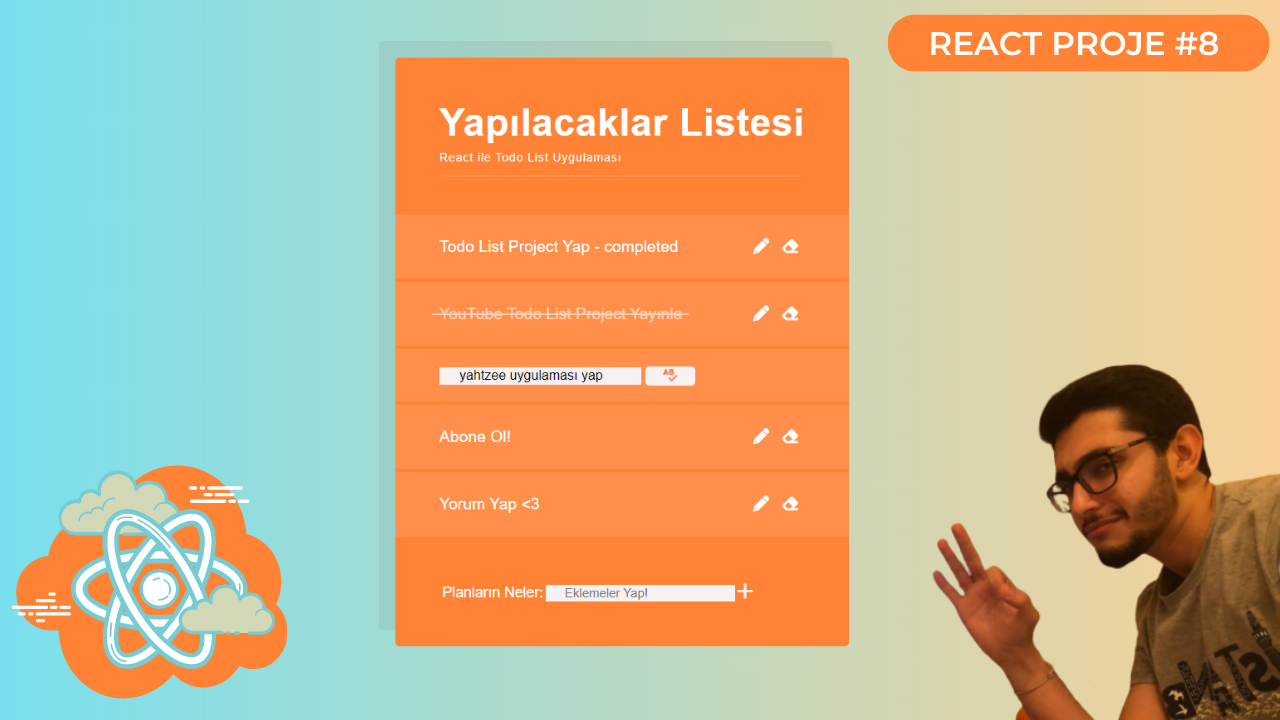 REACT PROJE #8
Yapılacaklar Listesi
React ile Todo List Uygulaması
Todo List Project Yap - completed
YouTube Todo List Project Yayınla
yahtzee uygulaması yap
AB
Abone Ol!
Yorum Yap <3
Planların Neler: Eklemeler Yap!